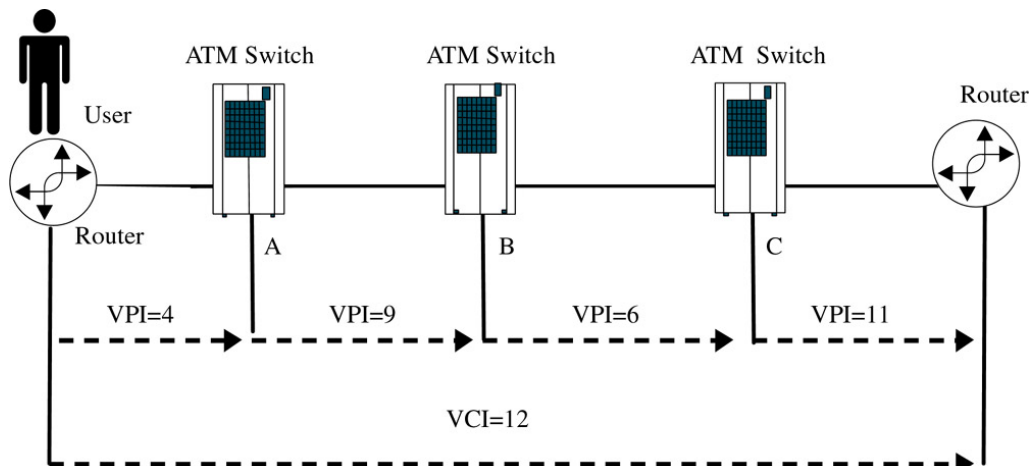 ATM Switch
ATM Switch
ATM Switch
Router
User
Router
A
B
C
VPI=4
VPI=9
VPI=6
VPI=11
VCI=12